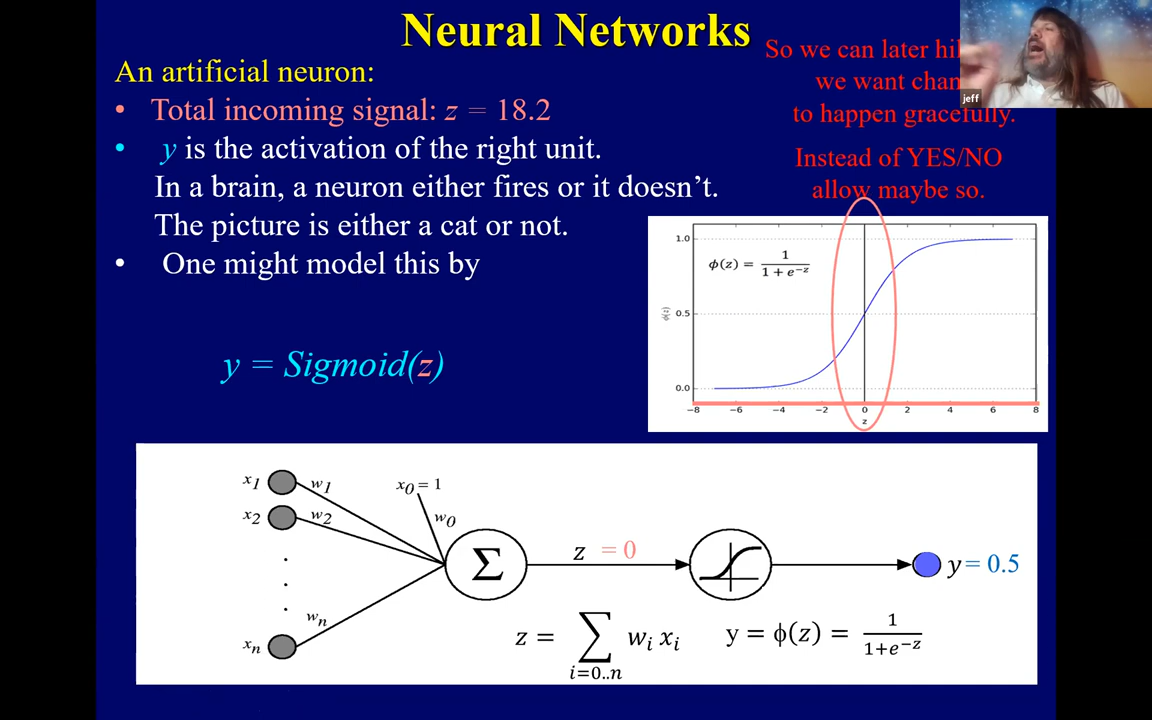 Neural Networks
An artificial neuron:
• Total incoming signal: z = 18.2
• y is the activation of the right unit.
In a brain, a neuron either fires or it doesn't.
The picture is either a cat or not.
• One might model this by
y = Sigmoid(z)
So we can later
we want
to happen gracefully.
Instead of YES/NO
allow maybe so.
jeff
1.0
0.5
0.0
ϕ(z)
ϕ(z) = 1 / (1 + e^{-z})
−8 −6 −4 −2 0 2 4 6 8
z
x1 w1
x2 w2
xn wn
x0 = 1
w0
Σ
z = 0
y = 0.5
z = ∑_{i=0..n} w_i x_i
y = ϕ(z) = 1 / (1+e^{-z})